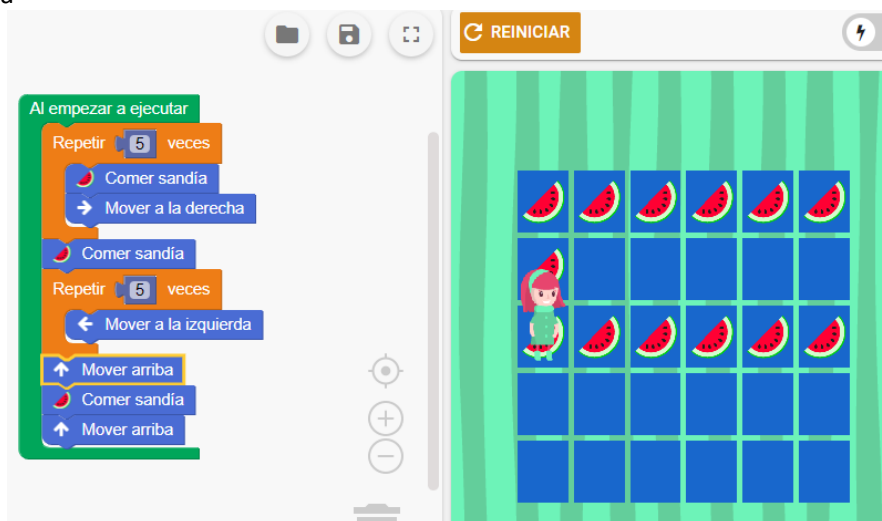 REINICIAR
Al empezar a ejecutar
Repetir 5 veces
Comer sandía
Mover a la derecha
Comer sandía
Repetir 5 veces
Mover a la izquierda
Mover arriba
Comer sandía
Mover arriba